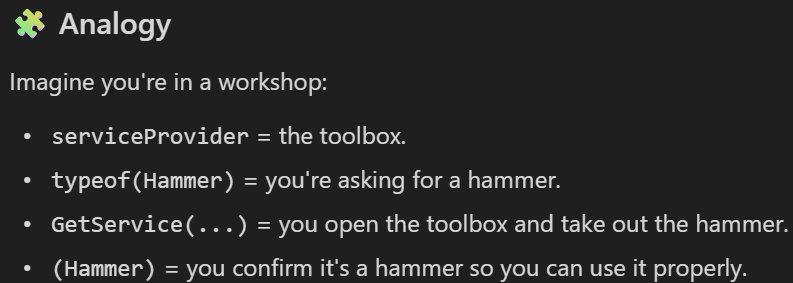 🧩 Analogy
Imagine you're in a workshop:
• serviceProvider = the toolbox.
• typeof(Hammer) = you're asking for a hammer.
• GetService(...) = you open the toolbox and take out the hammer.
• (Hammer) = you confirm it's a hammer so you can use it properly.